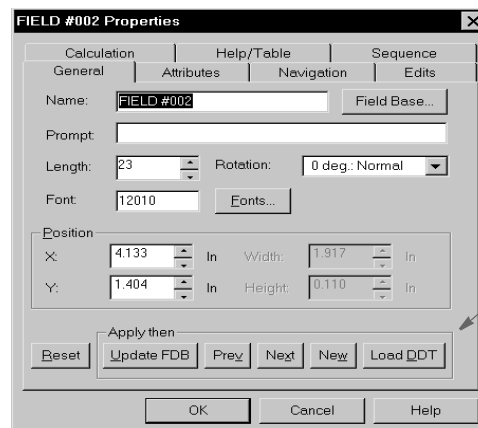 FIELD #002 Properties
Calculation Help/Table Sequence
General Attributes Navigation Edits
Name: FIELD #002 Field Base...
Prompt:
Length: 23 Rotation: 0 deg.: Normal
Font: 12010 Fonts...
Position
X: 4.133 In Width: 1.917 In
Y: 1.404 In Height: 0.110 In
Apply then
Reset Update FDB Prev Next New Load DDT
OK Cancel Help